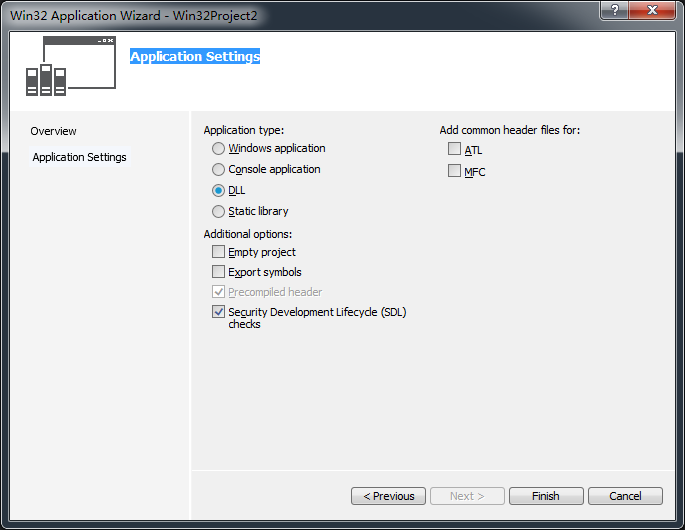 Win32 Application Wizard - Win32Project2
Application Settings
Overview
Application Settings
Application type:
Windows application
Console application
DLL
Static library
Additional options:
Empty project
Export symbols
Precompiled header
Security Development Lifecycle (SDL)
checks
Add common header files for:
ATL
MFC
< Previous
Next >
Finish
Cancel